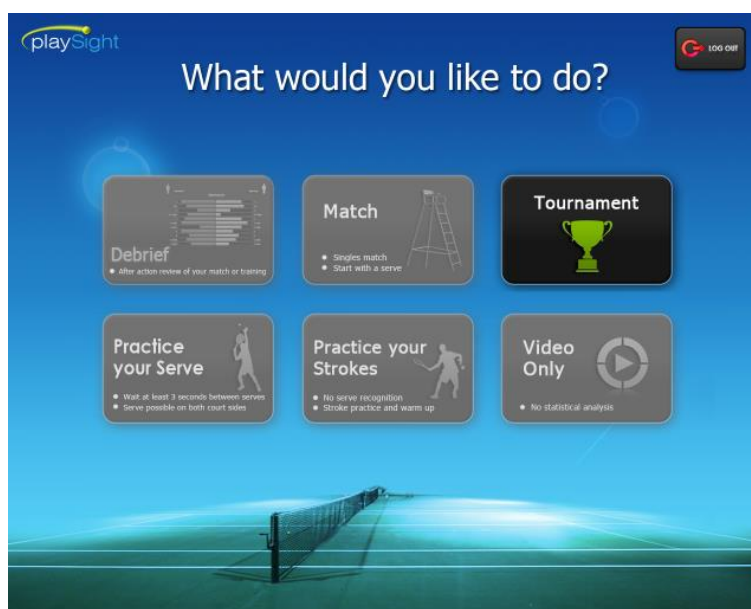 playSight
LOG OUT
What would you like to do?
Debrief
After action review of your match or training
Match
Singles match
Start with a serve
Tournament
Practice
your Serve
Wait at least 3 seconds between serves
Serve possible on both court sides
Practice your
Strokes
No serve recognition
Stroke practice and warm up
Video
Only
No statistical analysis